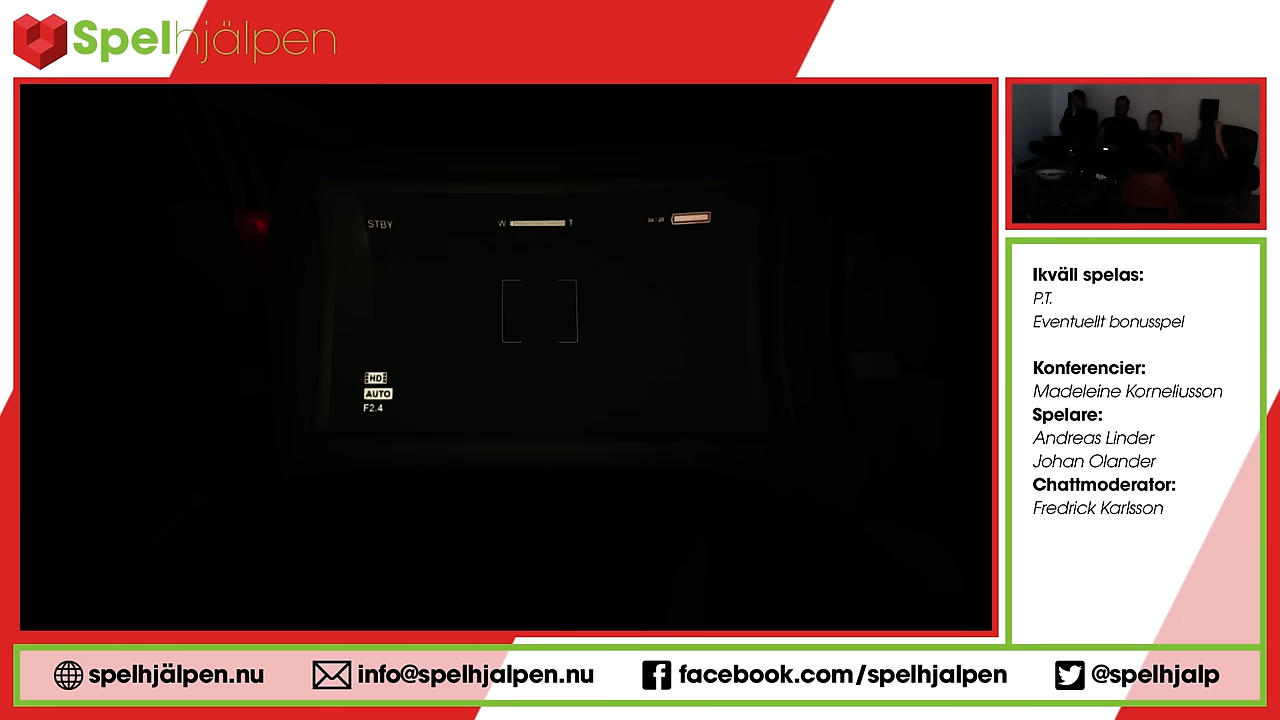 Spelhjälpen
STBY
W T
HD
AUTO
F2.4
Ikväll spelas:
P.T.
Eventuellt bonusspel
Konferencier:
Madeleine Korneliusson
Spelare:
Andreas Linder
Johan Olander
Chattmoderator:
Fredrick Karlsson
spelhjälpen.nu
info@spelhjalpen.nu
facebook.com/spelhjalpen
@spelhjalp